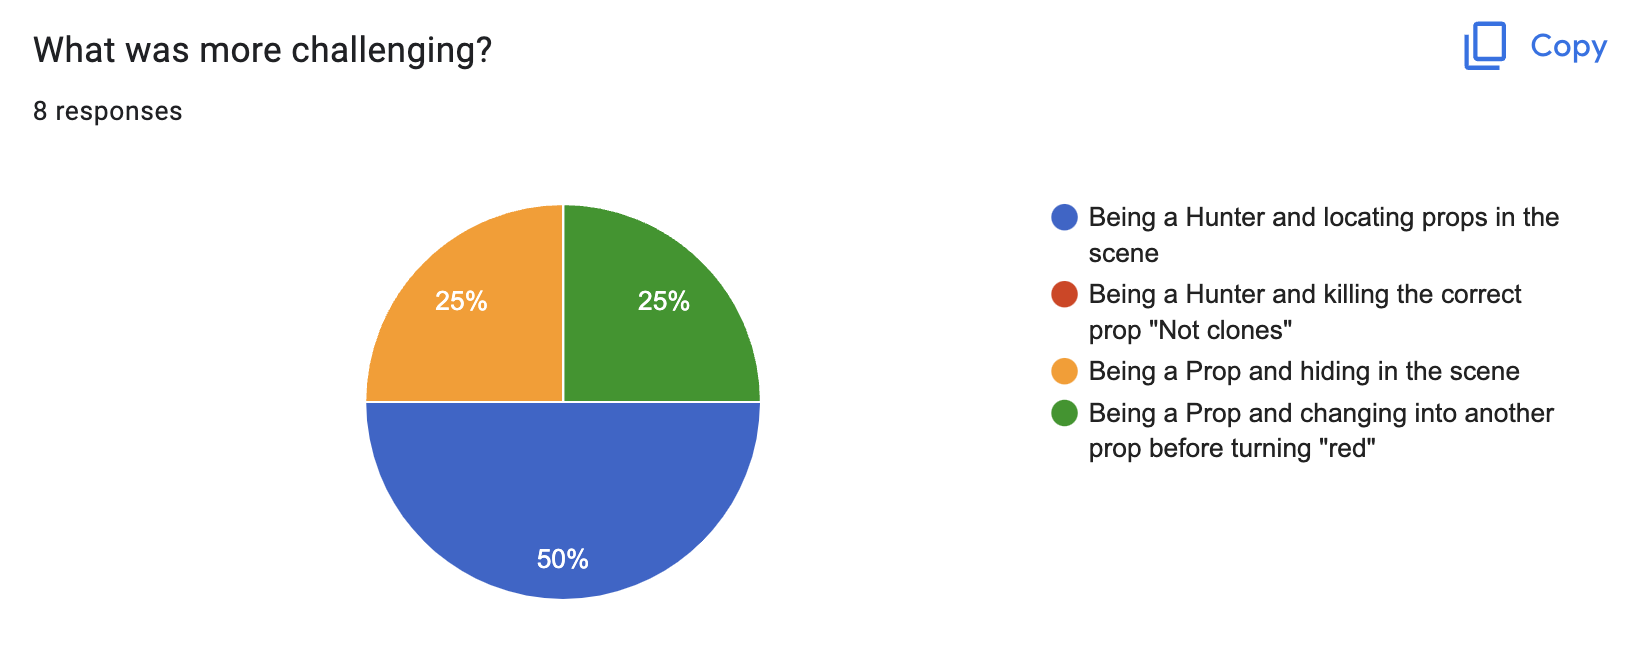 What was more challenging?
Copy
8 responses
25%
25%
50%
Being a Hunter and locating props in the
scene
Being a Hunter and killing the correct
prop "Not clones"
Being a Prop and hiding in the scene
Being a Prop and changing into another
prop before turning "red"